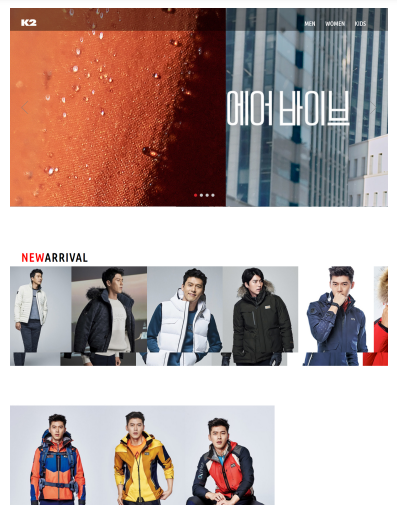 K2
MEN WOMEN KIDS
에어 바이브
NEWARRIVAL